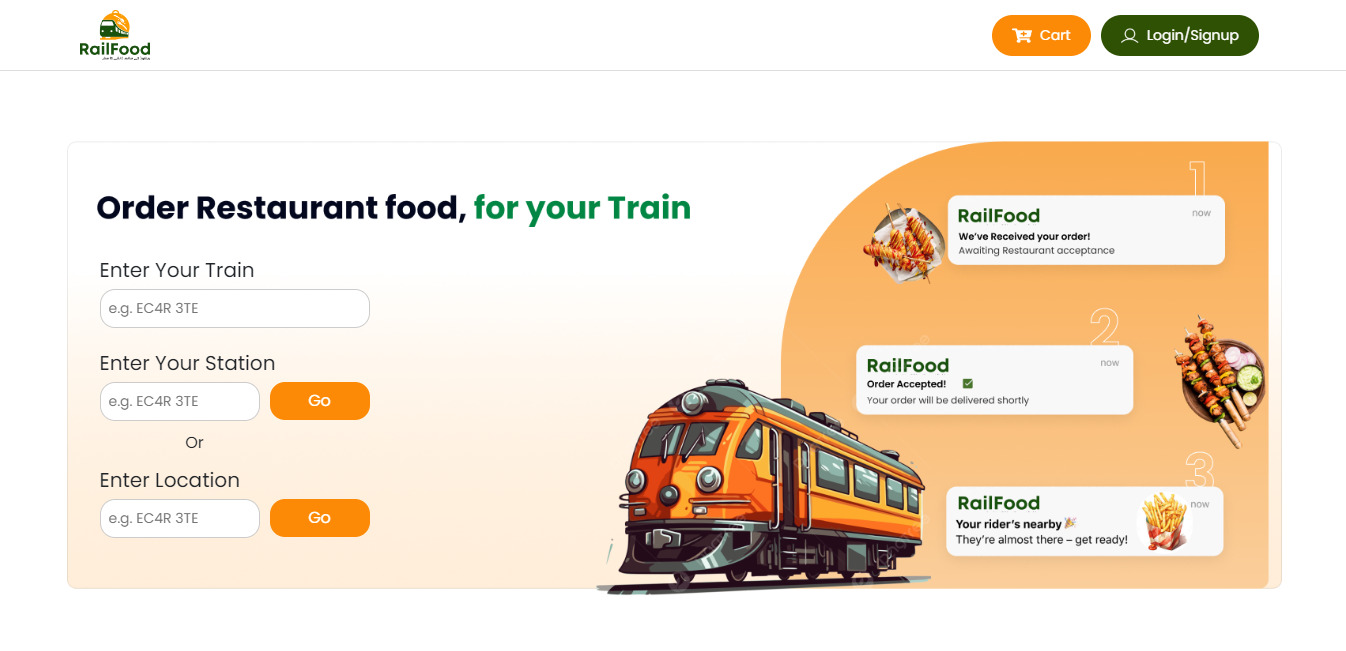 RailFood
Cart
Login/Signup
Order Restaurant food, for your Train
Enter Your Train
e.g. EC4R 3TE
Enter Your Station
e.g. EC4R 3TE
Go
Or
Enter Location
e.g. EC4R 3TE
Go
1
RailFood
now
We've Received your order!
Awaiting Restaurant acceptance
2
RailFood
now
Order Accepted!
Your order will be delivered shortly
3
RailFood
now
Your rider's nearby 🎉
They're almost there – get ready!